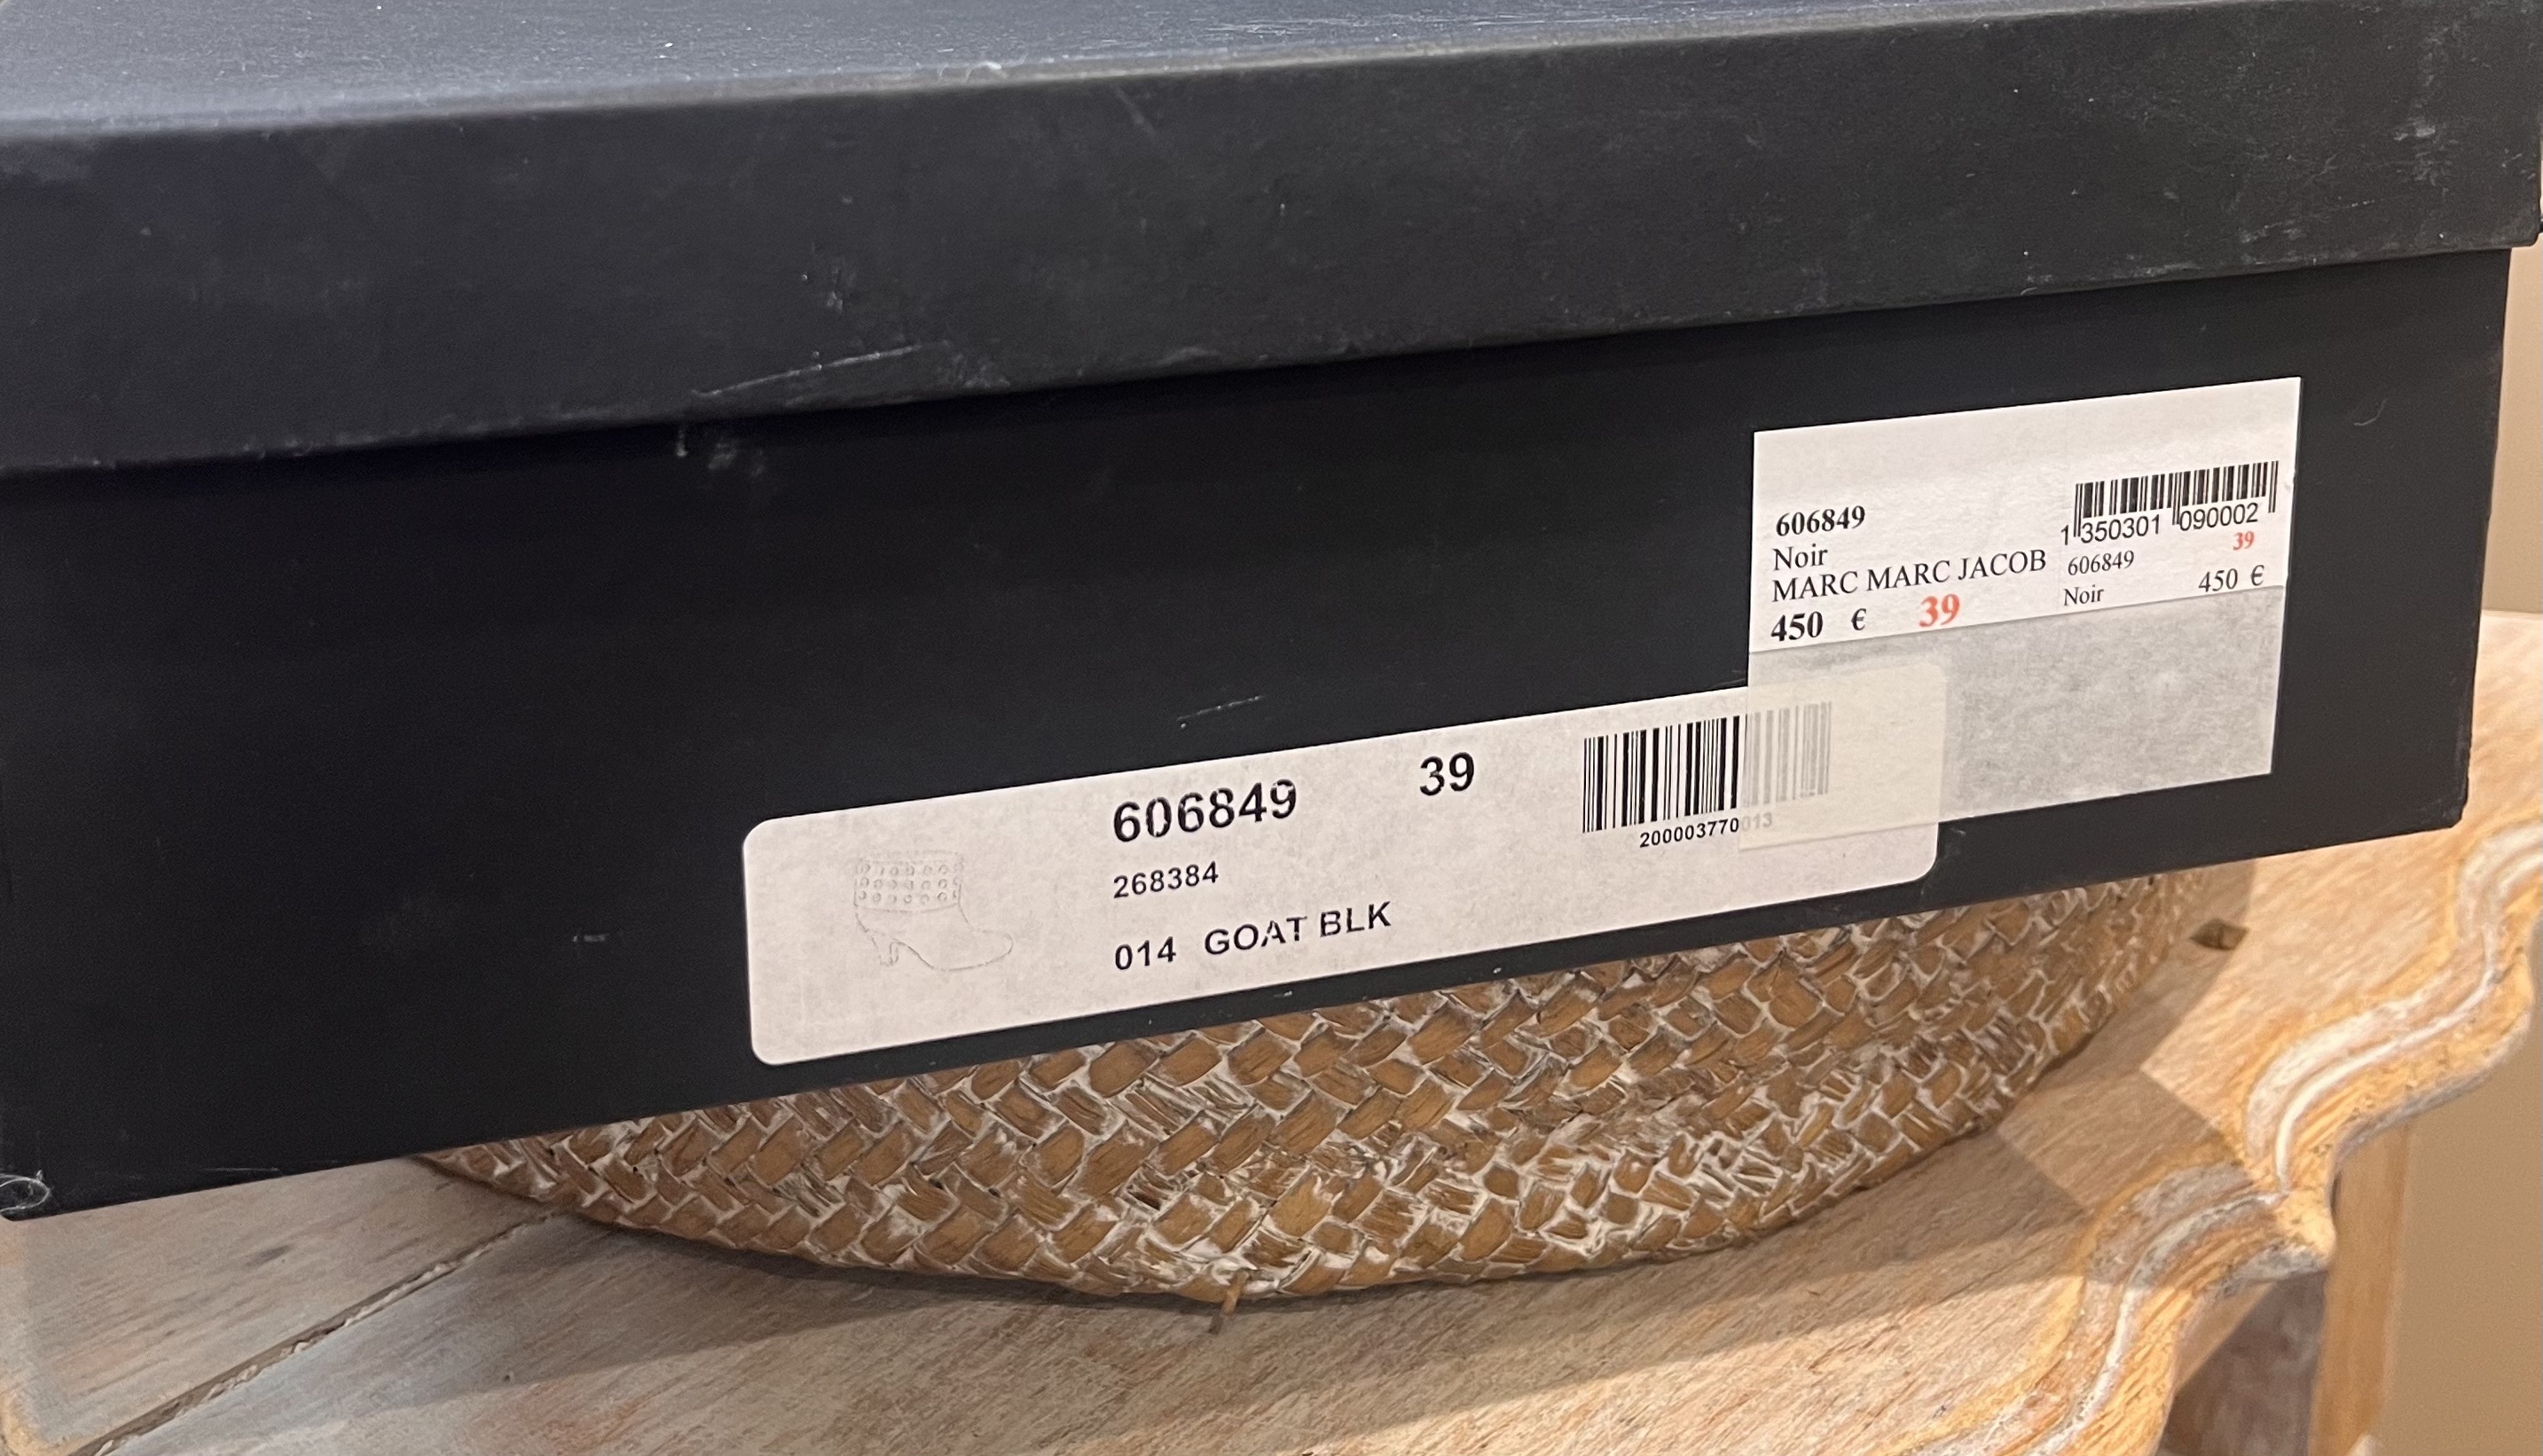 606849
Noir
MARC MARC JACOB
450 € 39
1 350301 090002
39
606849
Noir 450 €
606849 39
200003770013
268384
014 GOAT BLK